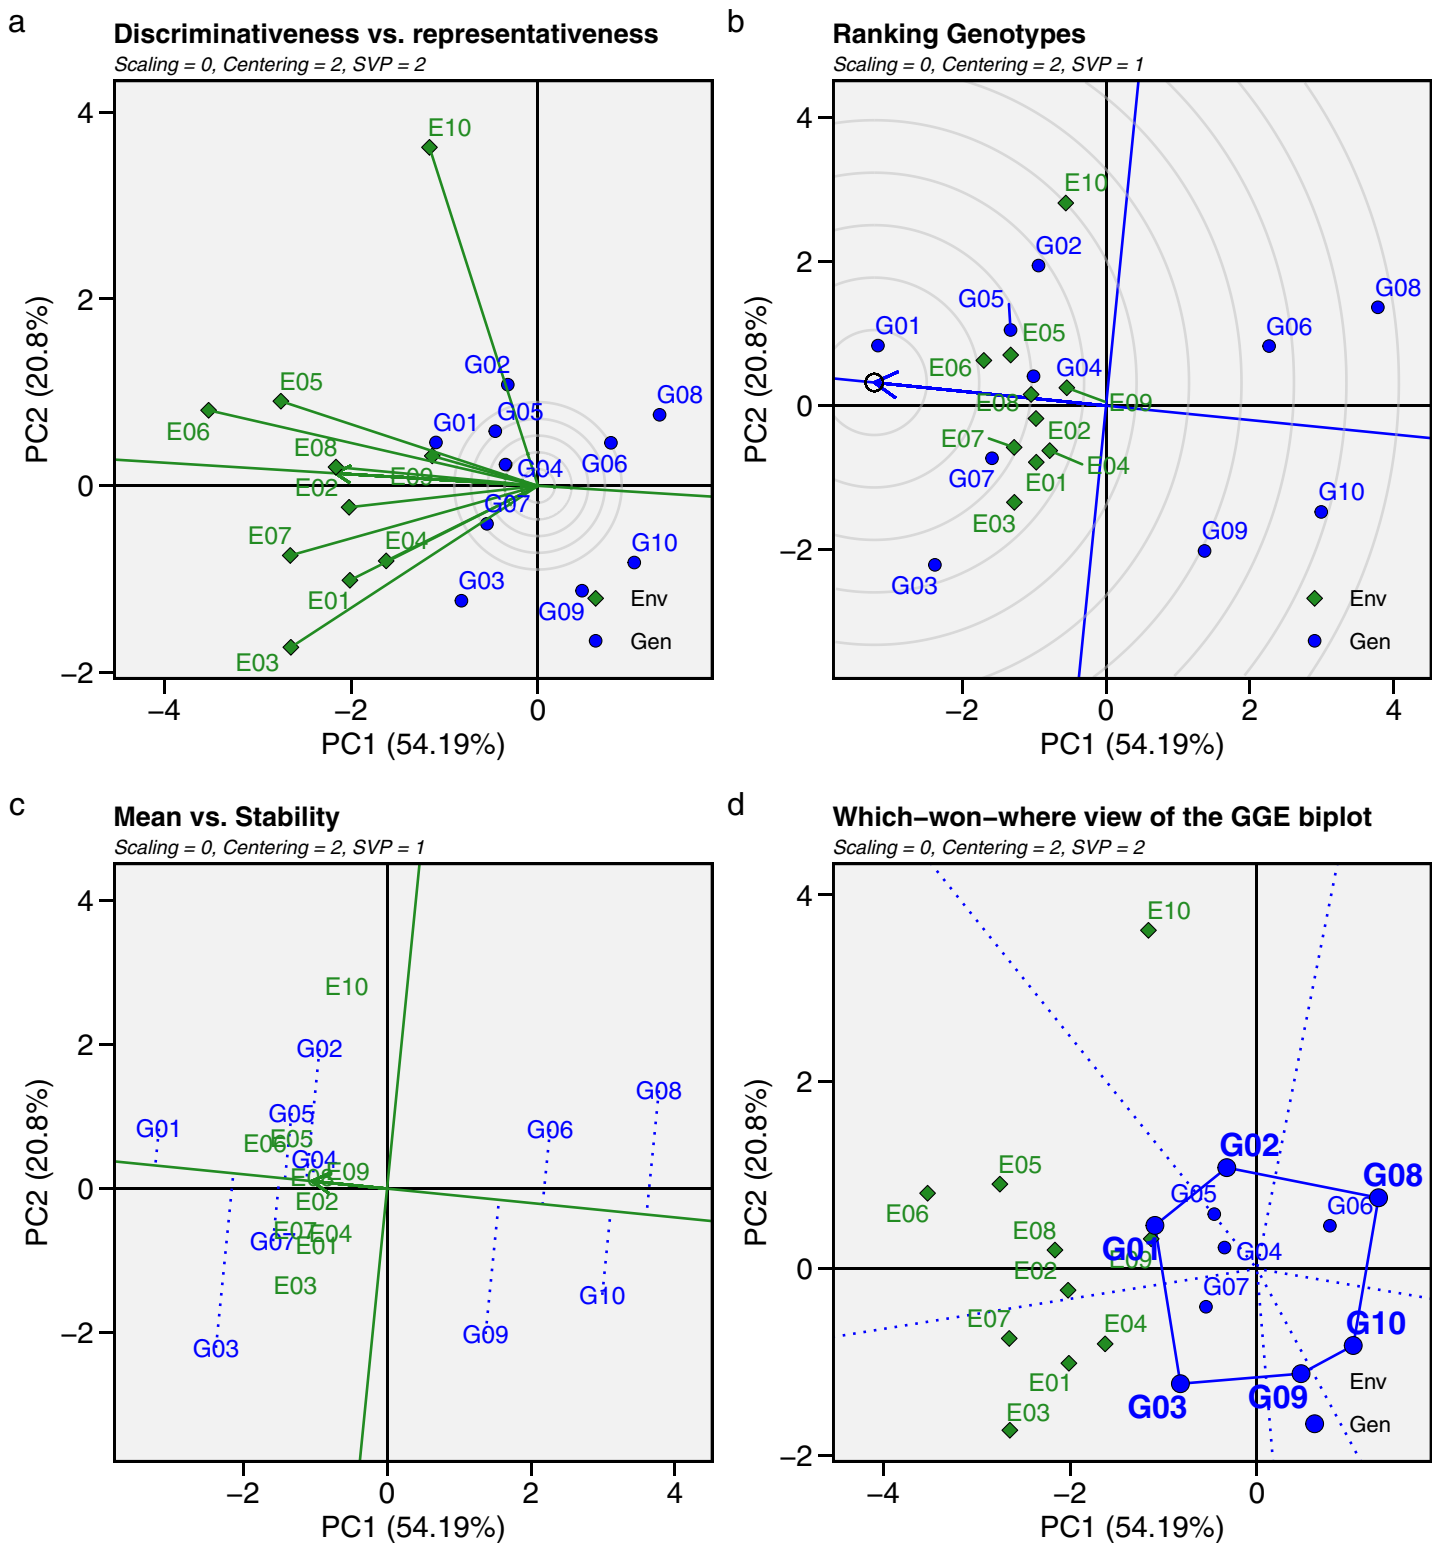 a
Discriminativeness vs. representativeness
Scaling = 0, Centering = 2, SVP = 2
PC2 (20.8%)
4
2
0
−2
E10
G02
E05
G08
G01
G05
E06
E08
G06
E09
G04
E02
G07
E07
E04
G10
G03
E01
G09
Env
Gen
E03
−4
−2
0
PC1 (54.19%)
b
Ranking Genotypes
Scaling = 0, Centering = 2, SVP = 1
PC2 (20.8%)
4
2
0
−2
E10
G02
G08
G05
G01
E05
G06
E06
G04
E08
E09
E07
E02
G07
E04
E01
G10
E03
G09
G03
Env
Gen
−2
0
2
4
PC1 (54.19%)
c
Mean vs. Stability
Scaling = 0, Centering = 2, SVP = 1
PC2 (20.8%)
4
2
0
−2
E10
G02
G08
G05
G01
G06
E06
E05
G04
E09
E08
E02
E07
E04
G07
E01
E03
G10
G09
G03
−2
0
2
4
PC1 (54.19%)
d
Which−won−where view of the GGE biplot
Scaling = 0, Centering = 2, SVP = 2
PC2 (20.8%)
4
2
0
−2
E10
G02
E05
G08
G05
G06
E06
E08
G01
G04
E09
E02
G07
E07
E04
G10
E01
Env
G03
G09
E03
Gen
−4
−2
0
PC1 (54.19%)